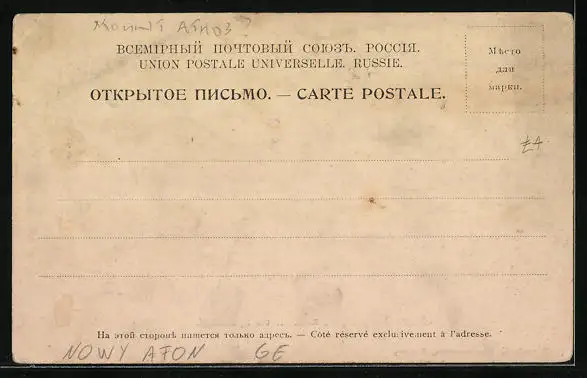 MOUNT ATHOS?
ВСЕМІРНЫЙ ПОЧТОВЫЙ СОЮЗЪ. РОССІЯ.
UNION POSTALE UNIVERSELLE. RUSSIE.
ОТКРЫТОЕ ПИСЬМО. — CARTE POSTALE.
Мѣсто
для
марки.
£4
На этой сторонѣ пишется только адресъ. — Côté réservé exclusivement à l'adresse.
NOWY AFON GE